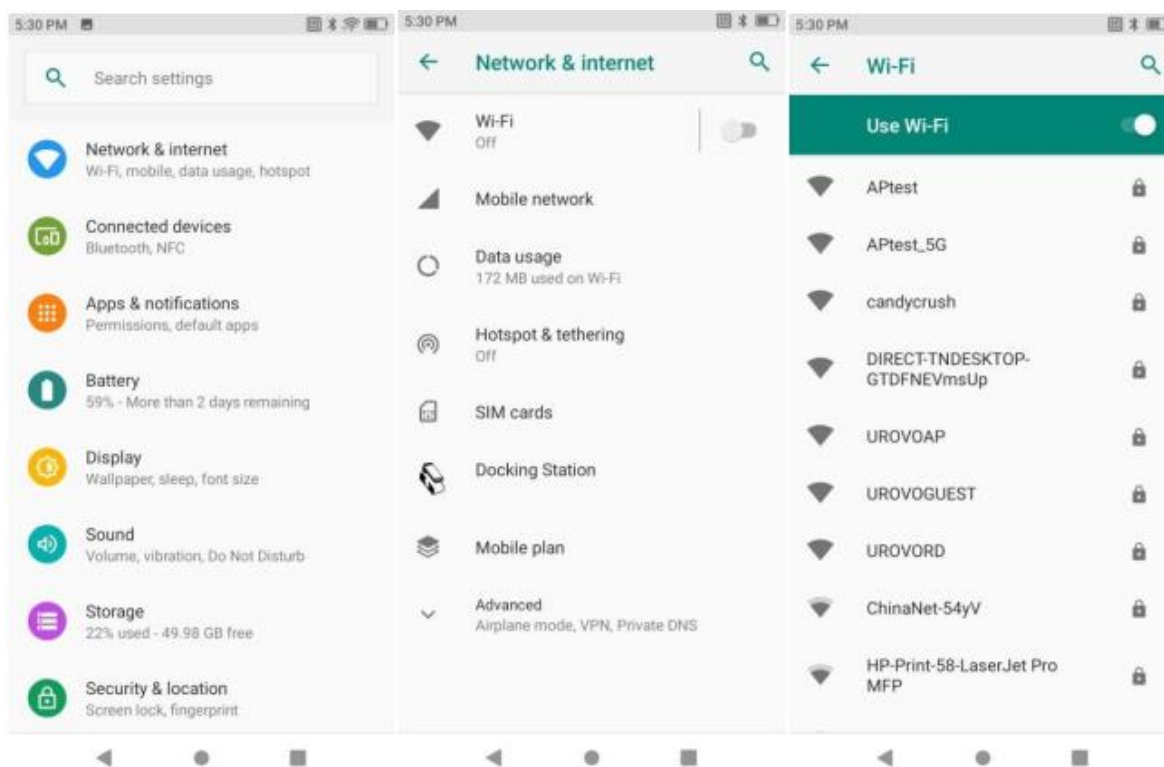 5:30 PM
Search settings
Network & internet
Wi-Fi, mobile, data usage, hotspot
Connected devices
Bluetooth, NFC
Apps & notifications
Permissions, default apps
Battery
59% - More than 2 days remaining
Display
Wallpaper, sleep, font size
Sound
Volume, vibration, Do Not Disturb
Storage
22% used - 49.98 GB free
Security & location
Screen lock, fingerprint
5:30 PM
Network & internet
Wi-Fi
Off
Mobile network
Data usage
172 MB used on Wi-Fi
Hotspot & tethering
Off
SIM cards
Docking Station
Mobile plan
Advanced
Airplane mode, VPN, Private DNS
5:30 PM
Wi-Fi
Use Wi-Fi
APtest
APtest_5G
candycrush
DIRECT-TNDESKTOP-
GTDFNEVmsUp
UROVOAP
UROVOGUEST
UROVORD
ChinaNet-54yV
HP-Print-58-LaserJet Pro
MFP